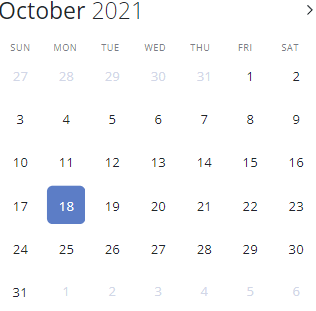 October 2021
SUN MON TUE WED THU FRI SAT
27 28 29 30 31 1 2
3 4 5 6 7 8 9
10 11 12 13 14 15 16
17 18 19 20 21 22 23
24 25 26 27 28 29 30
31 1 2 3 4 5 6